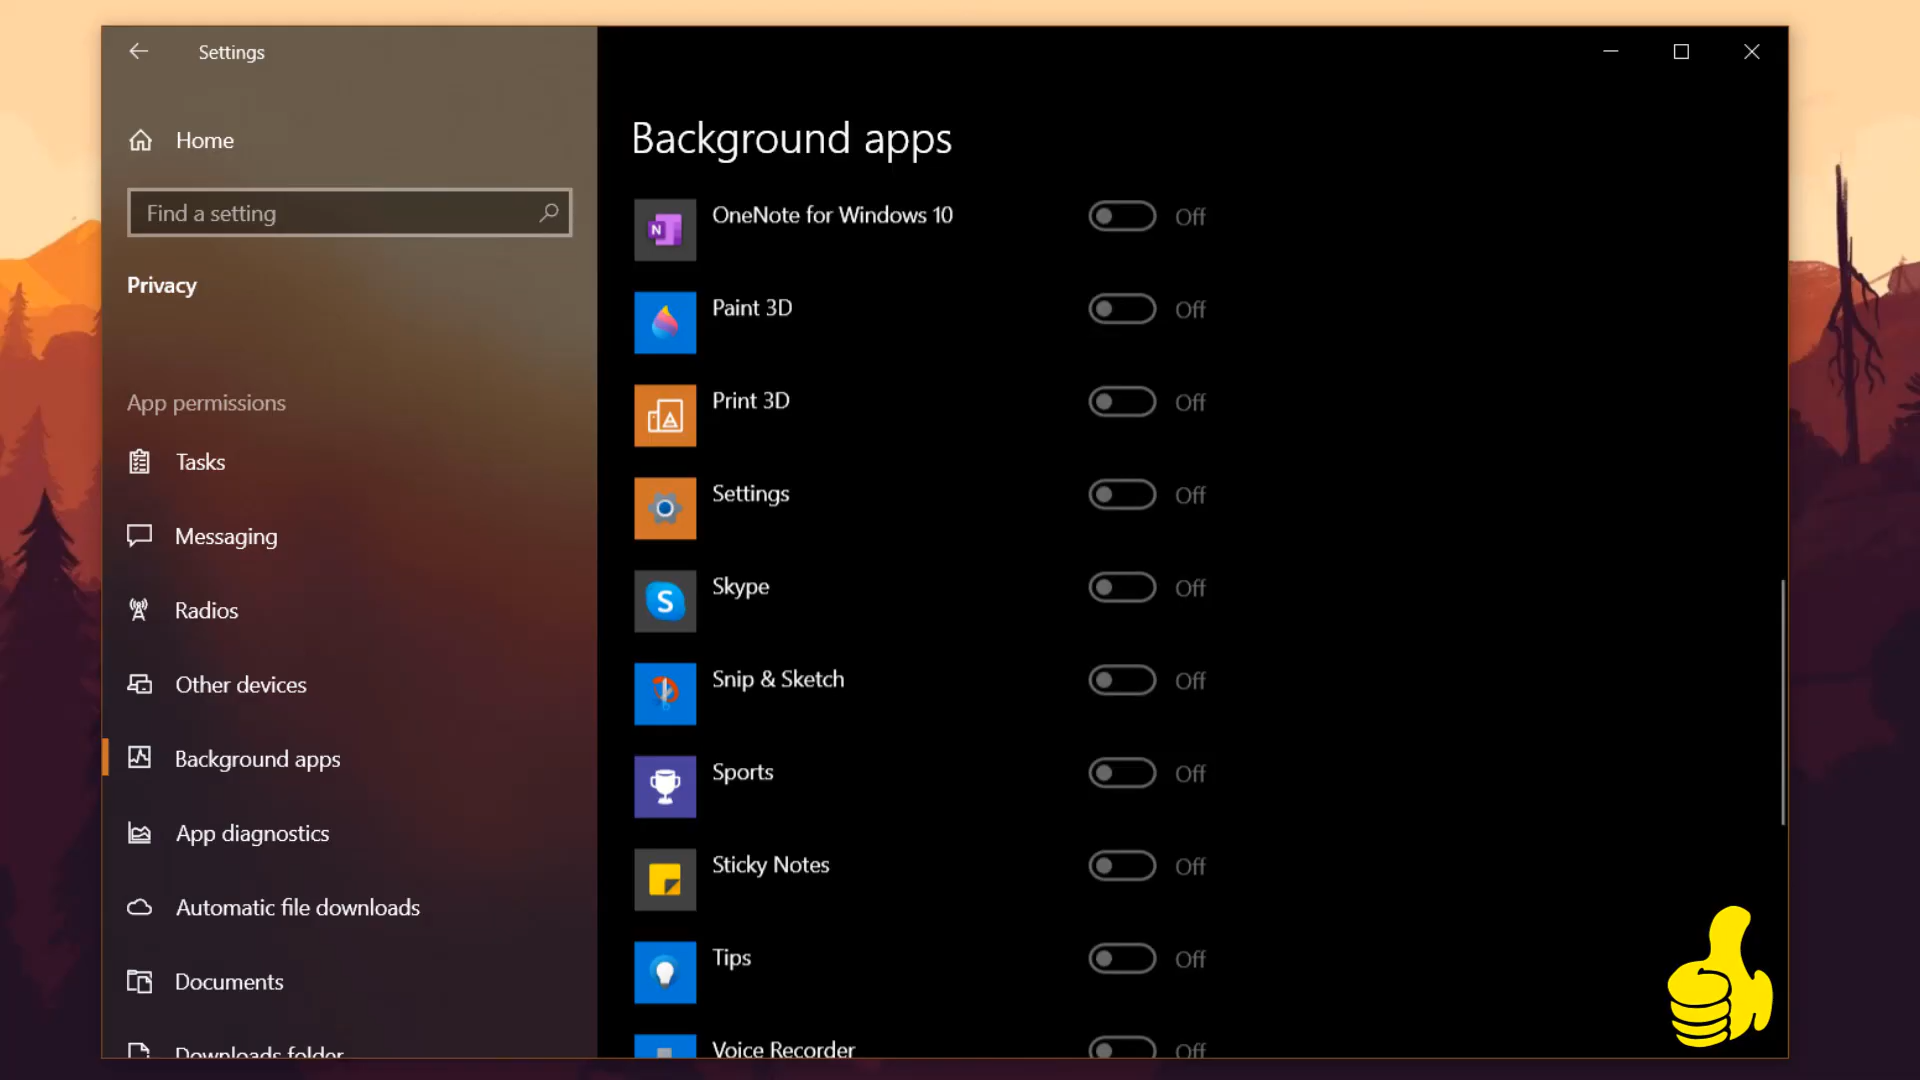 Settings
Home
Find a setting
Privacy
App permissions
Tasks
Messaging
Radios
Other devices
Background apps
App diagnostics
Automatic file downloads
Documents
Downloads folder
Background apps
N
OneNote for Windows 10 Off
Paint 3D Off
Print 3D Off
Settings Off
S
Skype Off
Snip & Sketch Off
Sports Off
Sticky Notes Off
Tips Off
Voice Recorder Off